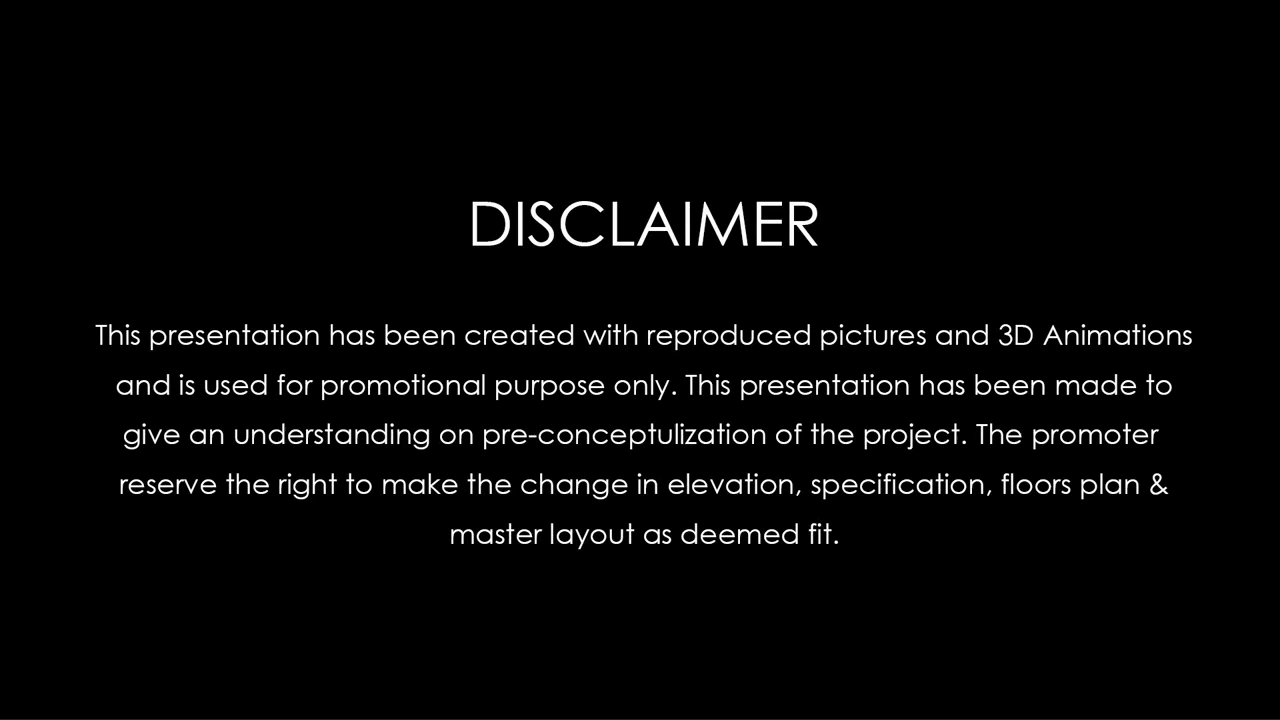 DISCLAIMER
This presentation has been created with reproduced pictures and 3D Animations
and is used for promotional purpose only. This presentation has been made to
give an understanding on pre-conceptulization of the project. The promoter
reserve the right to make the change in elevation, specification, floors plan &
master layout as deemed fit.